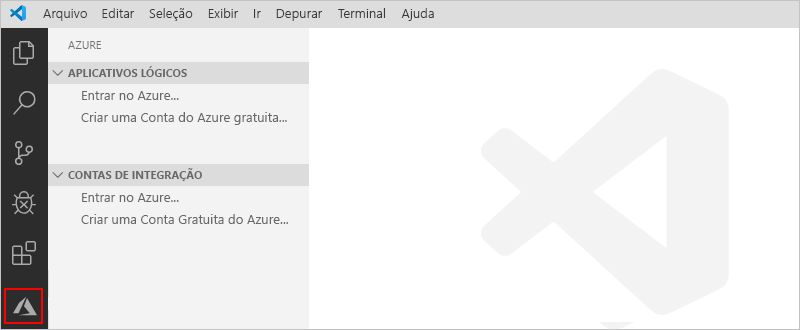 Arquivo Editar Seleção Exibir Ir Depurar Terminal Ajuda
AZURE
APLICATIVOS LÓGICOS
Entrar no Azure...
Criar uma Conta do Azure gratuita...
CONTAS DE INTEGRAÇÃO
Entrar no Azure...
Criar uma Conta Gratuita do Azure...